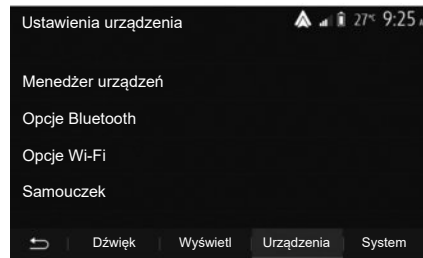 Ustawienia urządzenia 27°C 9:25
Menedżer urządzeń
Opcje Bluetooth
Opcje Wi-Fi
Samouczek
Dźwięk Wyświetl Urządzenia System